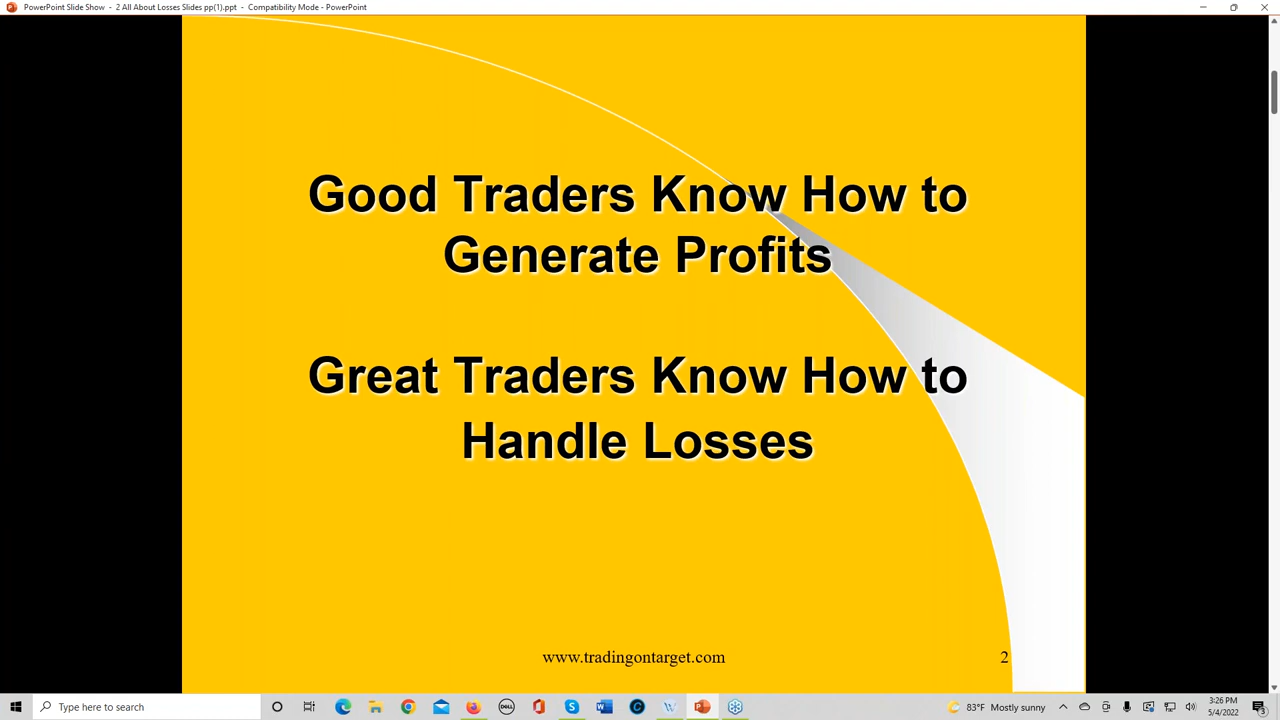 PowerPoint Slide Show - 2 All About Losses Slides pp(1).ppt - Compatibility Mode - PowerPoint
Good Traders Know How to
Generate Profits
Great Traders Know How to
Handle Losses
www.tradingontarget.com
2
Type here to search
DELL
83°F Mostly sunny
3:26 PM
5/4/2022
3